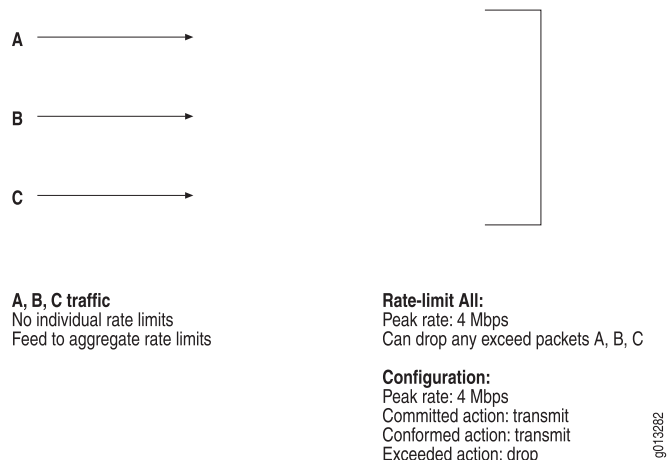 A
B
C
A, B, C traffic
No individual rate limits
Feed to aggregate rate limits
Rate-limit All:
Peak rate: 4 Mbps
Can drop any exceed packets A, B, C
Configuration:
Peak rate: 4 Mbps
Committed action: transmit
Conformed action: transmit
Exceeded action: drop
g013282